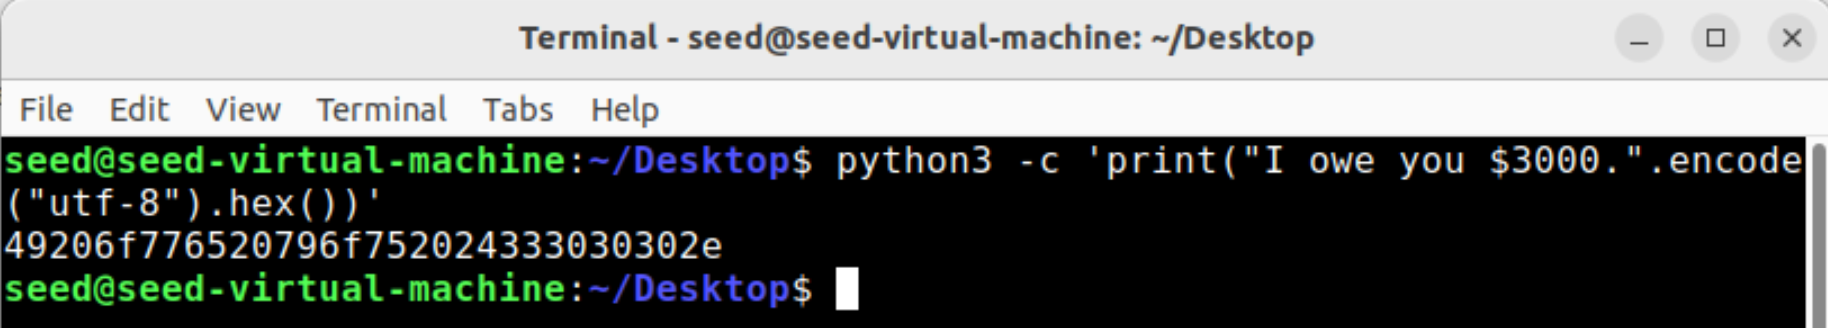 Terminal - seed@seed-virtual-machine: ~/Desktop
File Edit View Terminal Tabs Help
seed@seed-virtual-machine:~/Desktop$ python3 -c 'print("I owe you $3000.".encode
("utf-8").hex())'
49206f776520796f752024333030302e
seed@seed-virtual-machine:~/Desktop$